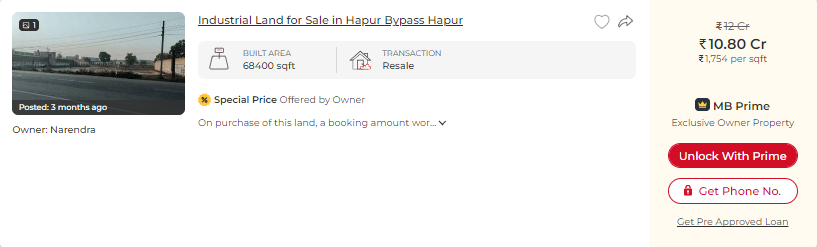 1
Posted: 3 months ago
Owner: Narendra
Industrial Land for Sale in Hapur Bypass Hapur
BUILT AREA
68400 sqft
TRANSACTION
Resale
% Special Price Offered by Owner
On purchase of this land, a booking amount wor...
₹12 Cr
₹10.80 Cr
₹1,754 per sqft
MB Prime
Exclusive Owner Property
Unlock With Prime
Get Phone No.
Get Pre Approved Loan